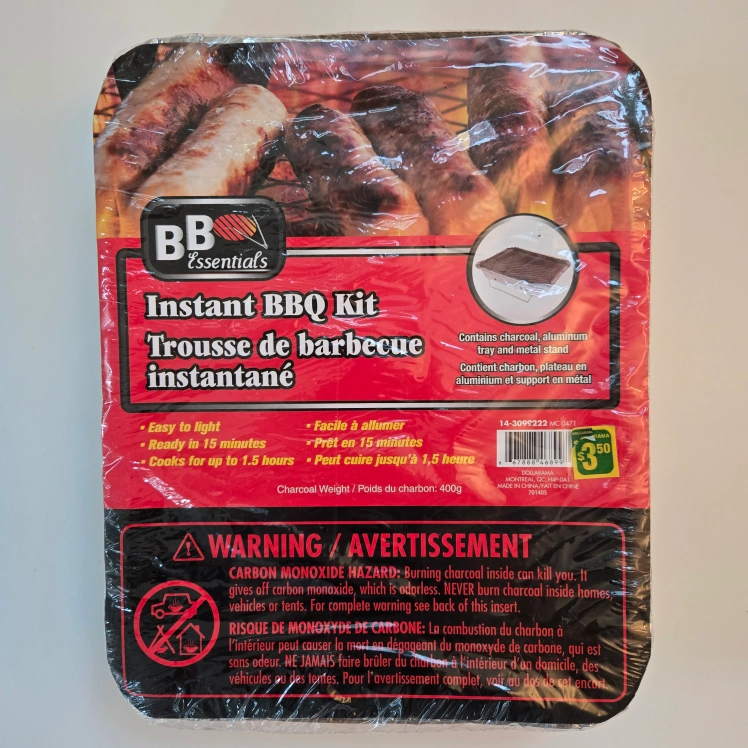 BB
Essentials
Instant BBQ Kit
Trousse de barbecue
instantané
Contains charcoal, aluminum
tray and metal stand
Contient charbon, plateau en
aluminium et support en métal
• Easy to light
• Ready in 15 minutes
• Cooks for up to 1.5 hours
• Facile à allumer
• Prêt en 15 minutes
• Peut cuire jusqu'à 1,5 heure
Charcoal Weight / Poids du charbon: 400g
14-3099222 MC 0471
DOLLARAMA
$3.50
DOLLARAMA
MONTREAL, QC, H4P 0A1
MADE IN CHINA/FAIT EN CHINE
701405
WARNING / AVERTISSEMENT
CARBON MONOXIDE HAZARD: Burning charcoal inside can kill you. It
gives off carbon monoxide, which is odorless. NEVER burn charcoal inside homes,
vehicles or tents. For complete warning see back of this insert.
RISQUE DE MONOXYDE DE CARBONE: La combustion du charbon à
l'intérieur peut causer la mort en dégageant du monoxyde de carbone, qui est
sans odeur. NE JAMAIS faire brûler du charbon à l'intérieur d'un domicile, des
véhicules ou des tentes. Pour l'avertissement complet, voir au dos de cet encart.